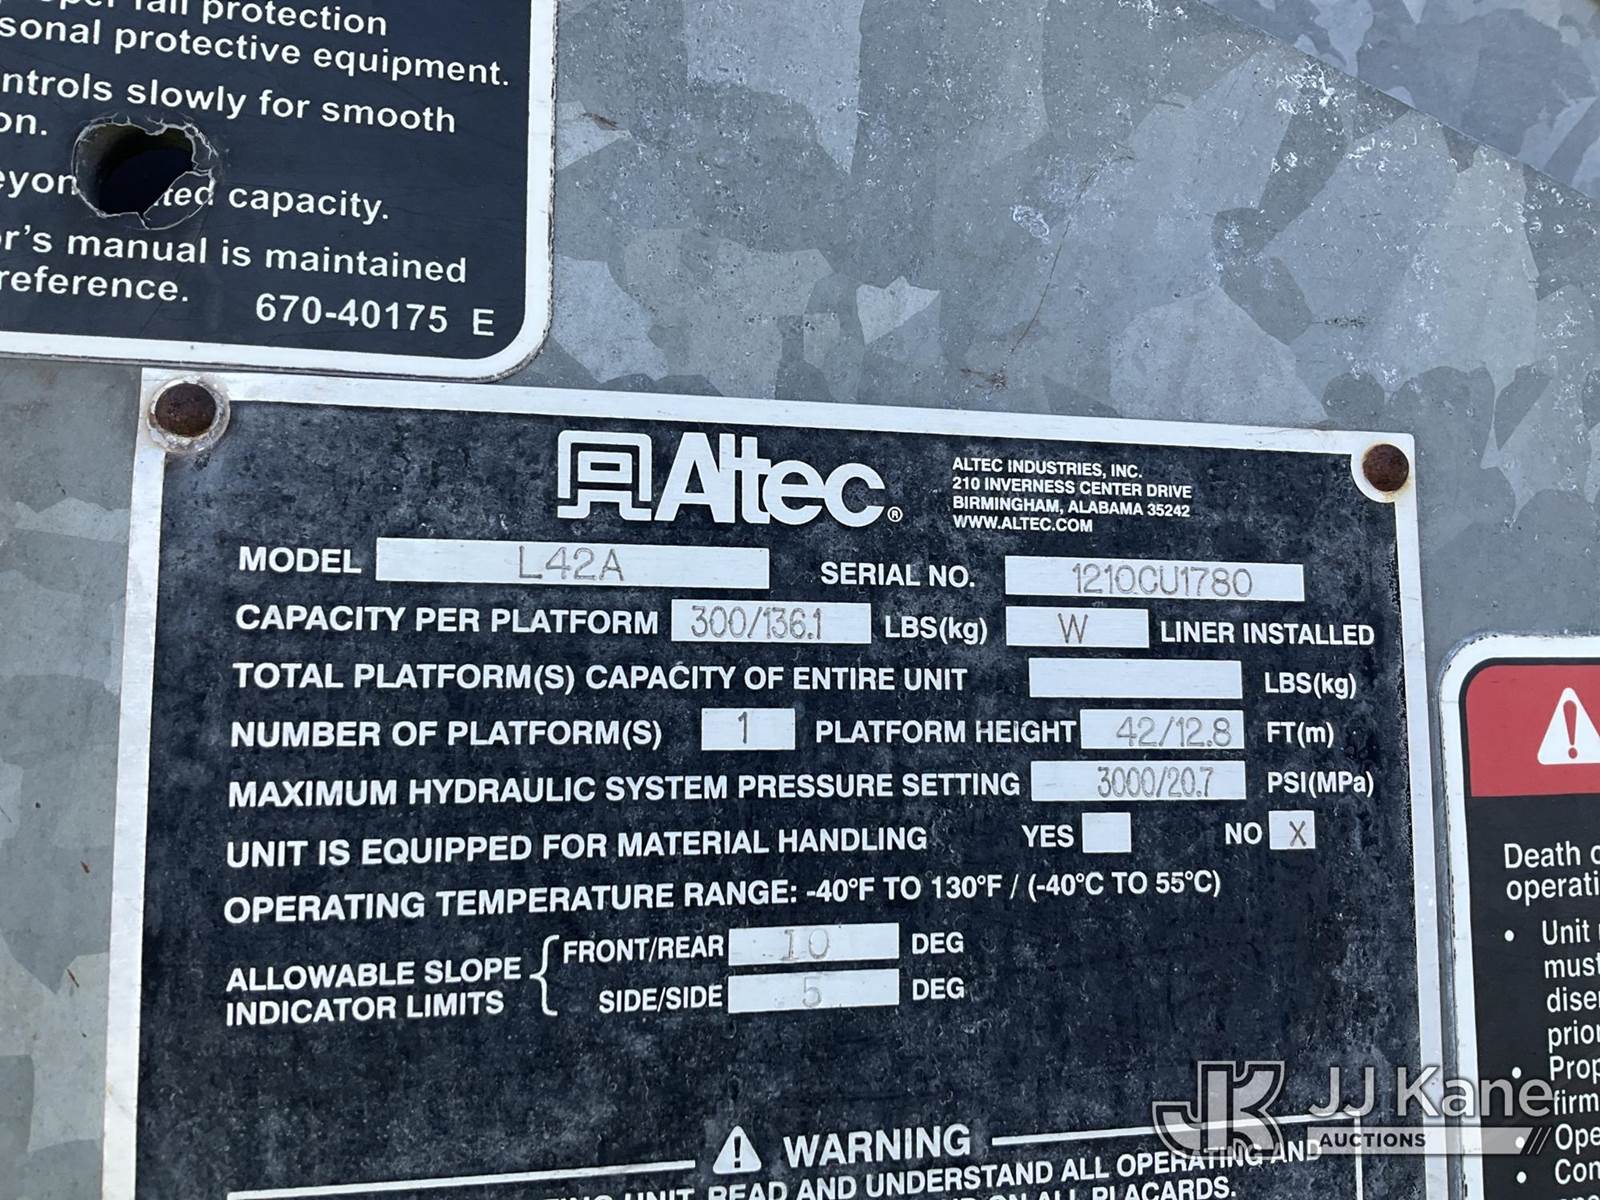 fall protection
sonal protective equipment.
ntrols slowly for smooth
on.
capacity.
r's manual is maintained
reference.
670-40175 E
Altec®
ALTEC INDUSTRIES, INC.
210 INVERNESS CENTER DRIVE
BIRMINGHAM, ALABAMA 35242
WWW.ALTEC.COM
MODEL L42A SERIAL NO. 1210CU1780
CAPACITY PER PLATFORM 300/136.1 LBS(kg) W LINER INSTALLED
TOTAL PLATFORM(S) CAPACITY OF ENTIRE UNIT LBS(kg)
NUMBER OF PLATFORM(S) 1 PLATFORM HEIGHT 42/12.8 FT(m)
MAXIMUM HYDRAULIC SYSTEM PRESSURE SETTING 3000/20.7 PSI(MPa)
UNIT IS EQUIPPED FOR MATERIAL HANDLING YES NO X
OPERATING TEMPERATURE RANGE: -40°F TO 130°F / (-40°C TO 55°C)
ALLOWABLE SLOPE INDICATOR LIMITS
FRONT/REAR 10 DEG
SIDE/SIDE 5 DEG
WARNING
UNIT, READ AND UNDERSTAND ALL OPERATING AND
ON ALL PLACARDS.
Death o
operati
• Unit
must
dise
prior
• Prop
firm
• Ope
• Con
JK JJ Kane
AUCTIONS